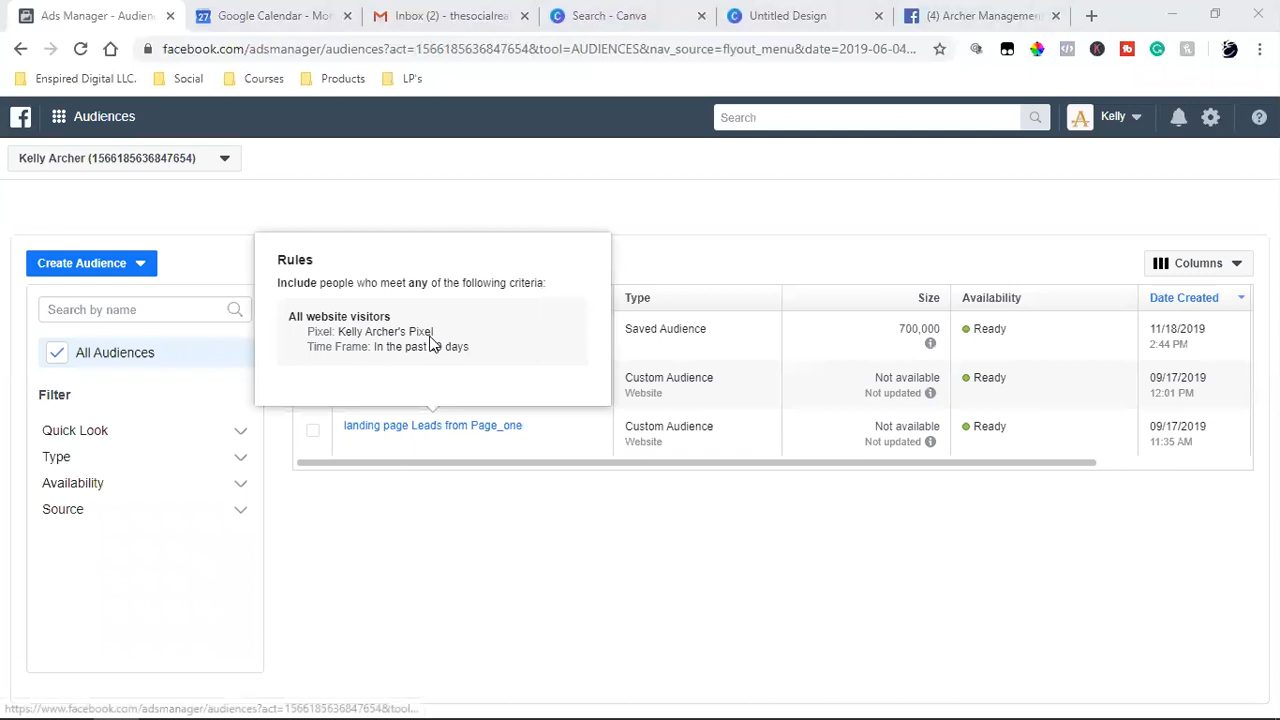 Ads Manager - Audienc
Google Calendar - Mor
Inbox (2) - thesocialrea
Search - Canva
Untitled Design
(4) Archer Management
facebook.com/adsmanager/audiences?act=1566185636847654&tool=AUDIENCES&nav_source=flyout_menu&date=2019-06-04...
Enspired Digital LLC.
Social
Courses
Products
LP's
Audiences
Search
Kelly
Kelly Archer (1566185636847654)
Create Audience
Columns
Search by name
All Audiences
Filter
Quick Look
Type
Availability
Source
Rules
Include people who meet any of the following criteria:
All website visitors
Pixel: Kelly Archer's Pixel
Time Frame: In the past days
Type
Size
Availability
Date Created
Saved Audience
700,000
Ready
11/18/2019
2:44 PM
Custom Audience
Website
Not available
Not updated
Ready
09/17/2019
12:01 PM
landing page Leads from Page_one
Custom Audience
Website
Not available
Not updated
Ready
09/17/2019
11:35 AM
https://www.facebook.com/adsmanager/audiences?act=1566185636847654&tool...